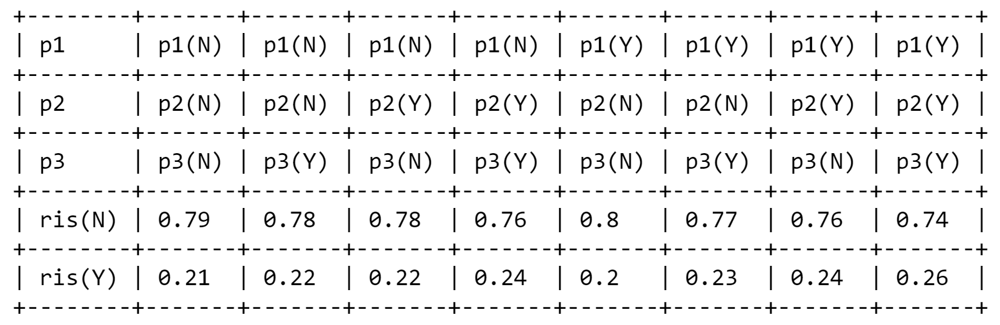 +--------+-------+-------+-------+-------+-------+-------+-------+-------+
| p1     | p1(N) | p1(N) | p1(N) | p1(N) | p1(Y) | p1(Y) | p1(Y) | p1(Y) |
+--------+-------+-------+-------+-------+-------+-------+-------+-------+
| p2     | p2(N) | p2(N) | p2(Y) | p2(Y) | p2(N) | p2(N) | p2(Y) | p2(Y) |
+--------+-------+-------+-------+-------+-------+-------+-------+-------+
| p3     | p3(N) | p3(Y) | p3(N) | p3(Y) | p3(N) | p3(Y) | p3(N) | p3(Y) |
+--------+-------+-------+-------+-------+-------+-------+-------+-------+
| ris(N) | 0.79  | 0.78  | 0.78  | 0.76  | 0.8   | 0.77  | 0.76  | 0.74  |
+--------+-------+-------+-------+-------+-------+-------+-------+-------+
| ris(Y) | 0.21  | 0.22  | 0.22  | 0.24  | 0.2   | 0.23  | 0.24  | 0.26  |
+--------+-------+-------+-------+-------+-------+-------+-------+-------+